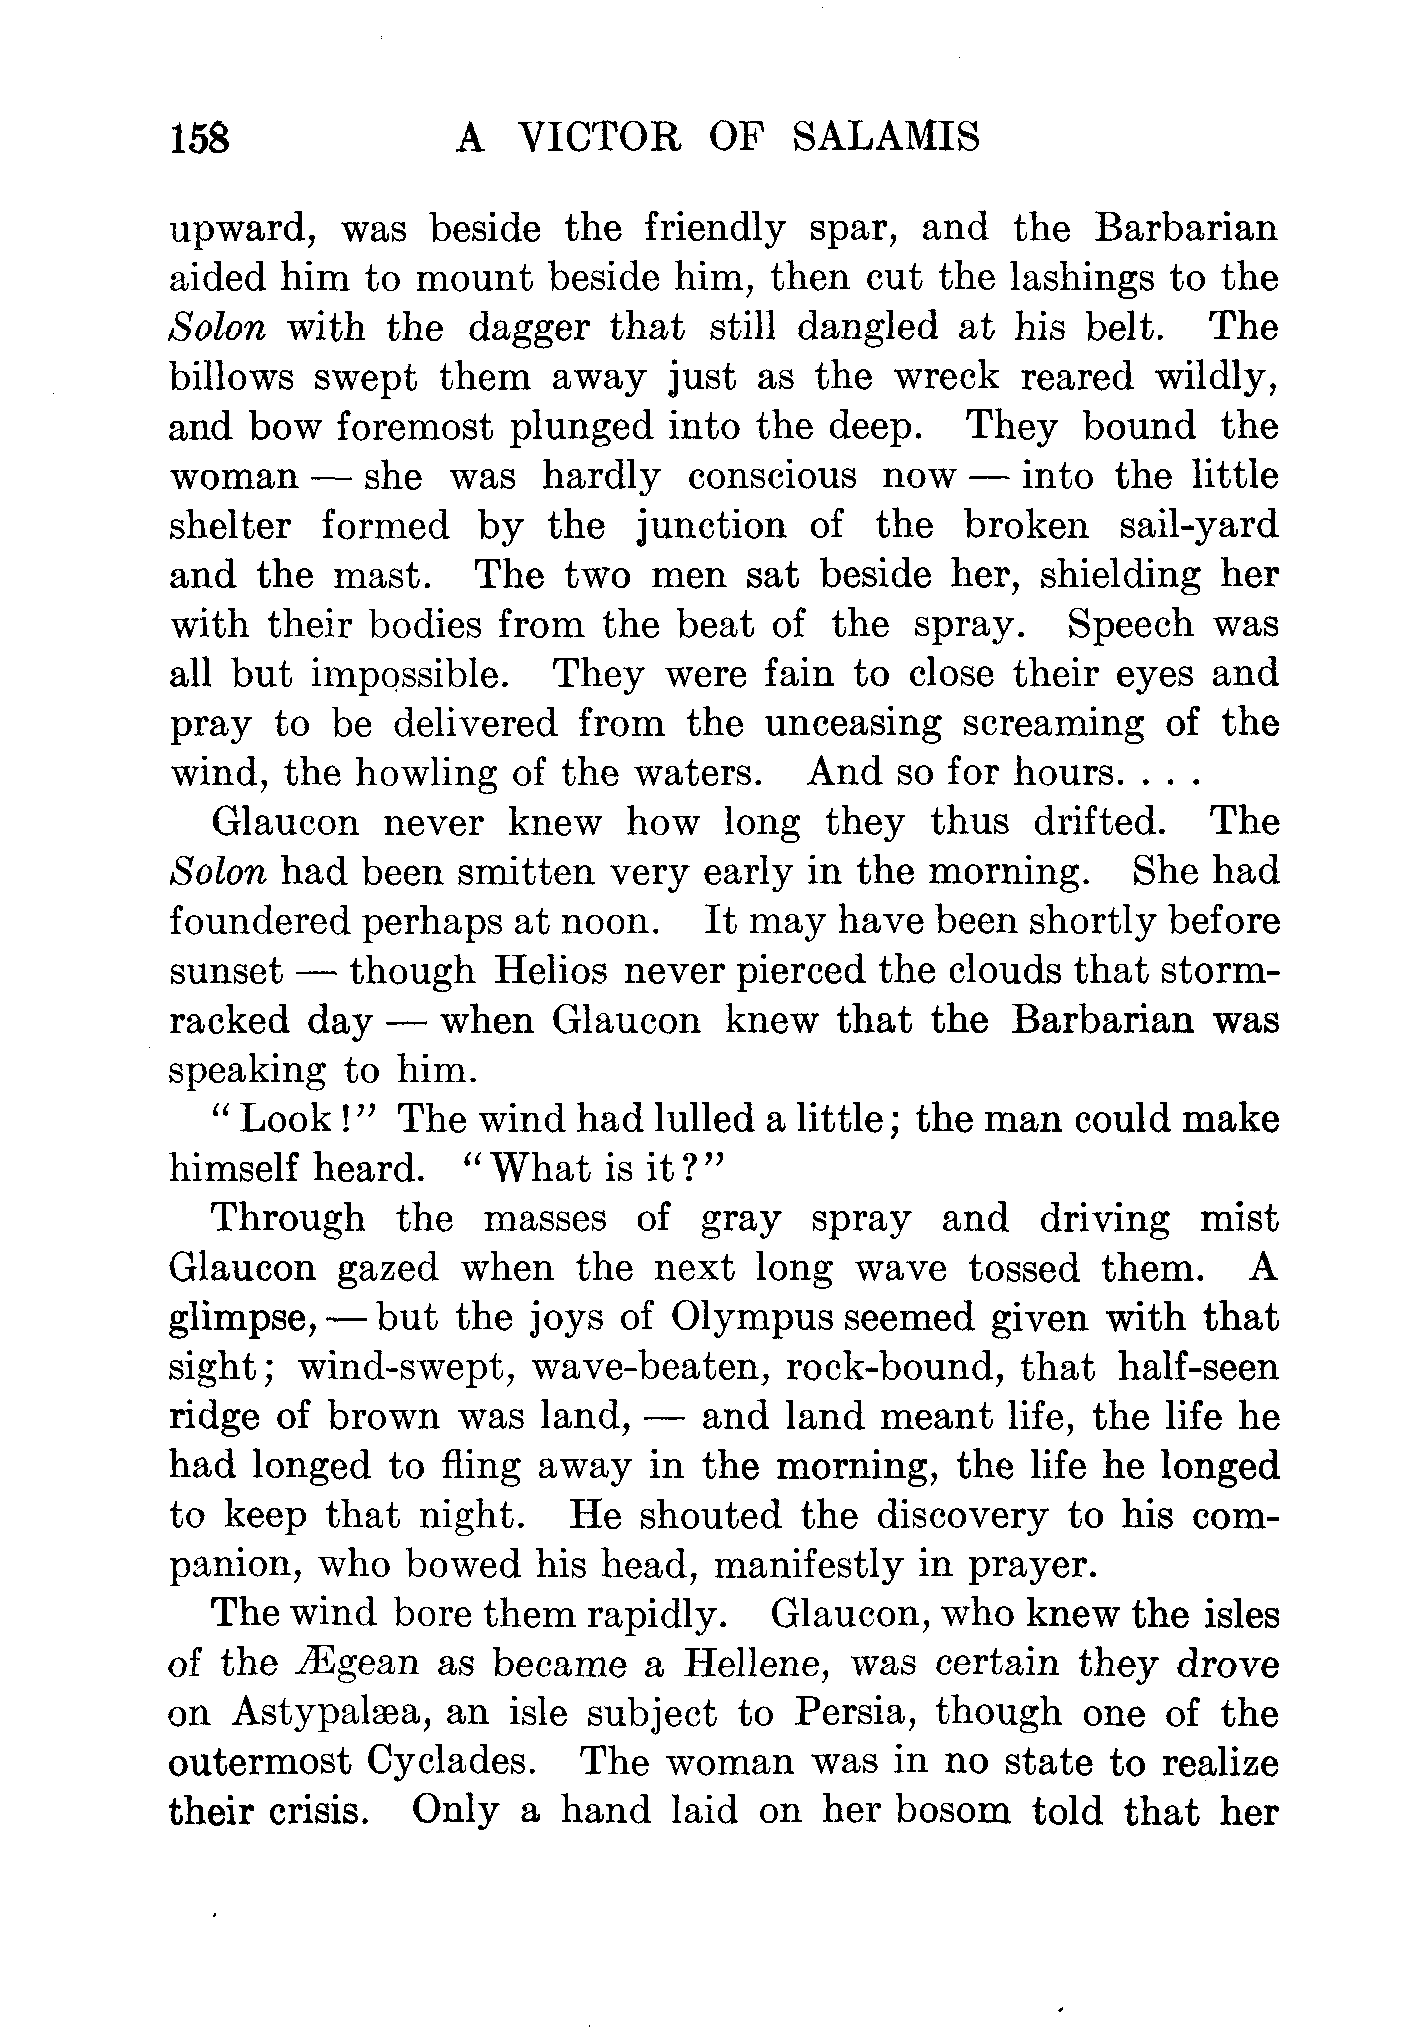 158 A VICTOR OF SALAMIS
upward, was beside the friendly spar, and the Barbarian
aided him to mount beside him, then cut the lashings to the
Solon with the dagger that still dangled at his belt. The
billows swept them away just as the wreck reared wildly,
and bow foremost plunged into the deep. They bound the
woman — she was hardly conscious now — into the little
shelter formed by the junction of the broken sail-yard
and the mast. The two men sat beside her, shielding her
with their bodies from the beat of the spray. Speech was
all but impossible. They were fain to close their eyes and
pray to be delivered from the unceasing screaming of the
wind, the howling of the waters. And so for hours. . . .
Glaucon never knew how long they thus drifted. The
Solon had been smitten very early in the morning. She had
foundered perhaps at noon. It may have been shortly before
sunset — though Helios never pierced the clouds that storm-
racked day — when Glaucon knew that the Barbarian was
speaking to him.
"Look!" The wind had lulled a little; the man could make
himself heard. "What is it?"
Through the masses of gray spray and driving mist
Glaucon gazed when the next long wave tossed them. A
glimpse, — but the joys of Olympus seemed given with that
sight; wind-swept, wave-beaten, rock-bound, that half-seen
ridge of brown was land, — and land meant life, the life he
had longed to fling away in the morning, the life he longed
to keep that night. He shouted the discovery to his com-
panion, who bowed his head, manifestly in prayer.
The wind bore them rapidly. Glaucon, who knew the isles
of the Ægean as became a Hellene, was certain they drove
on Astypalæa, an isle subject to Persia, though one of the
outermost Cyclades. The woman was in no state to realize
their crisis. Only a hand laid on her bosom told that her